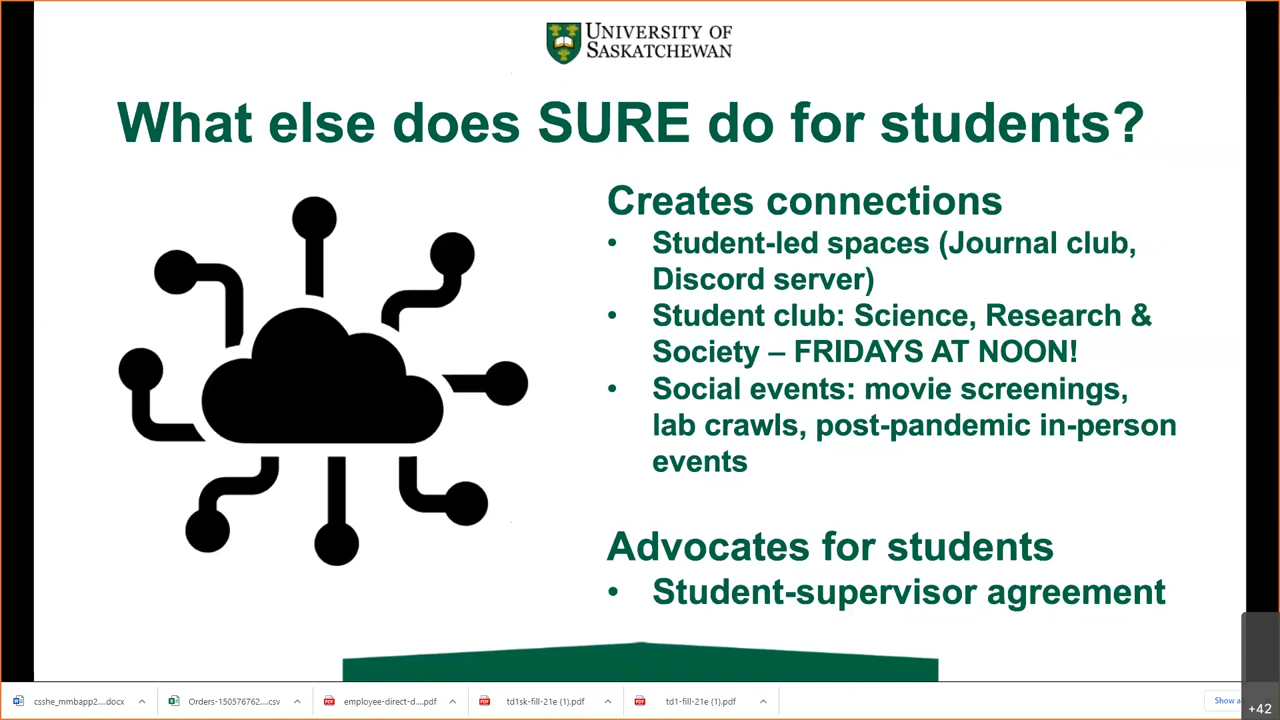 UNIVERSITY OF
SASKATCHEWAN
What else does SURE do for students?
Creates connections
• Student-led spaces (Journal club,
Discord server)
• Student club: Science, Research &
Society – FRIDAYS AT NOON!
• Social events: movie screenings,
lab crawls, post-pandemic in-person
events
Advocates for students
• Student-supervisor agreement
csshe_mmbapp2....docx
Orders-150576762....csv
employee-direct-d....pdf
td1sk-fill-21e (1).pdf
td1-fill-21e (1).pdf
Show
+42